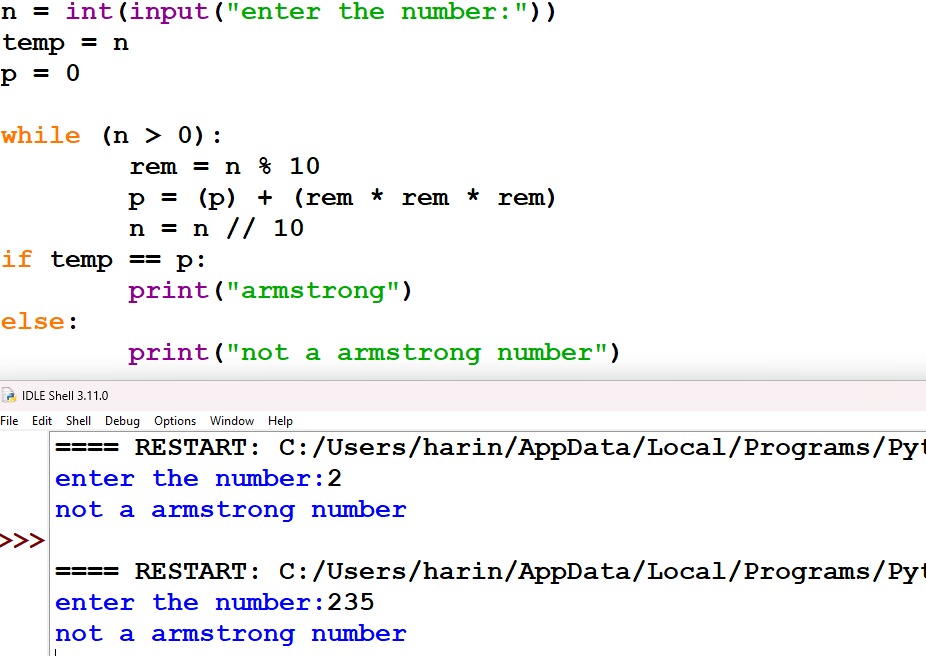 n = int(input("enter the number:"))
temp = n
p = 0
while (n > 0):
        rem = n % 10
        p = (p) + (rem * rem * rem)
        n = n // 10
if temp == p:
        print("armstrong")
else:
        print("not a armstrong number")
IDLE Shell 3.11.0
File Edit Shell Debug Options Window Help
==== RESTART: C:/Users/harin/AppData/Local/Programs/Pyt
enter the number:2
not a armstrong number
>>>
==== RESTART: C:/Users/harin/AppData/Local/Programs/Pyt
enter the number:235
not a armstrong number